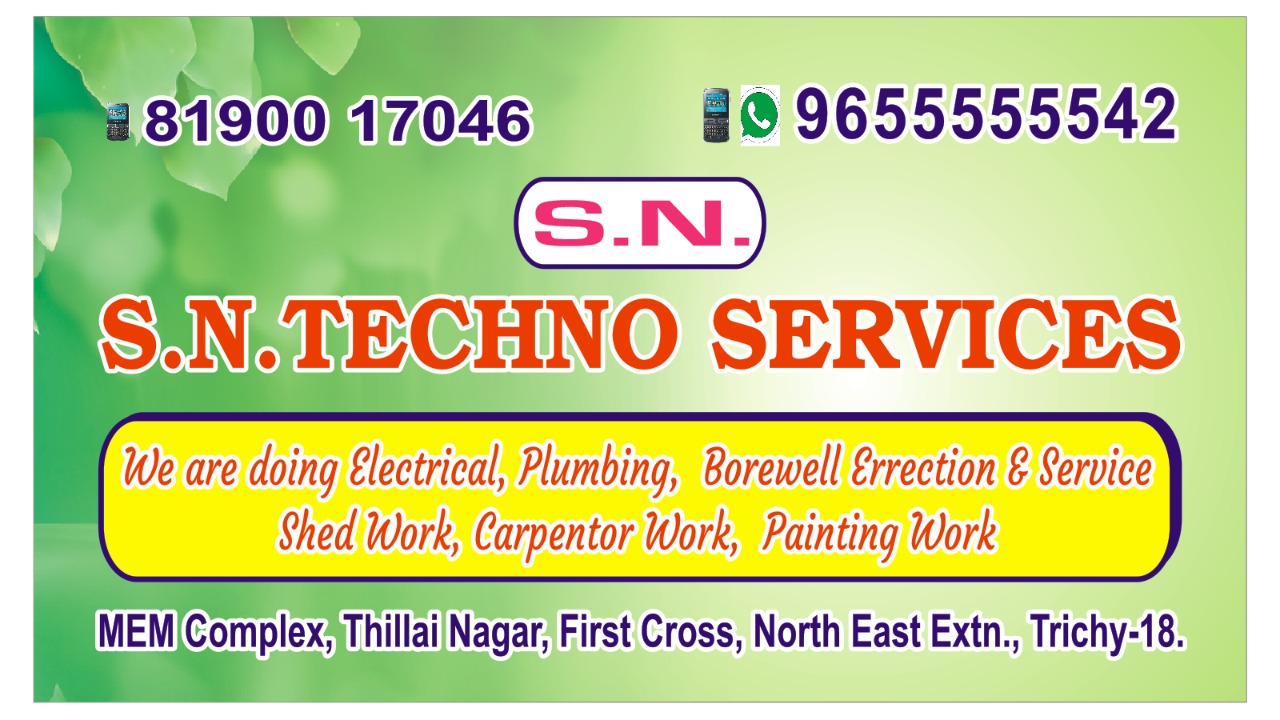 81900 17046
9655555542
S.N.
S.N.TECHNO SERVICES
We are doing Electrical, Plumbing, Borewell Errection & Service
Shed Work, Carpentor Work, Painting Work
MEM Complex, Thillai Nagar, First Cross, North East Extn., Trichy-18.